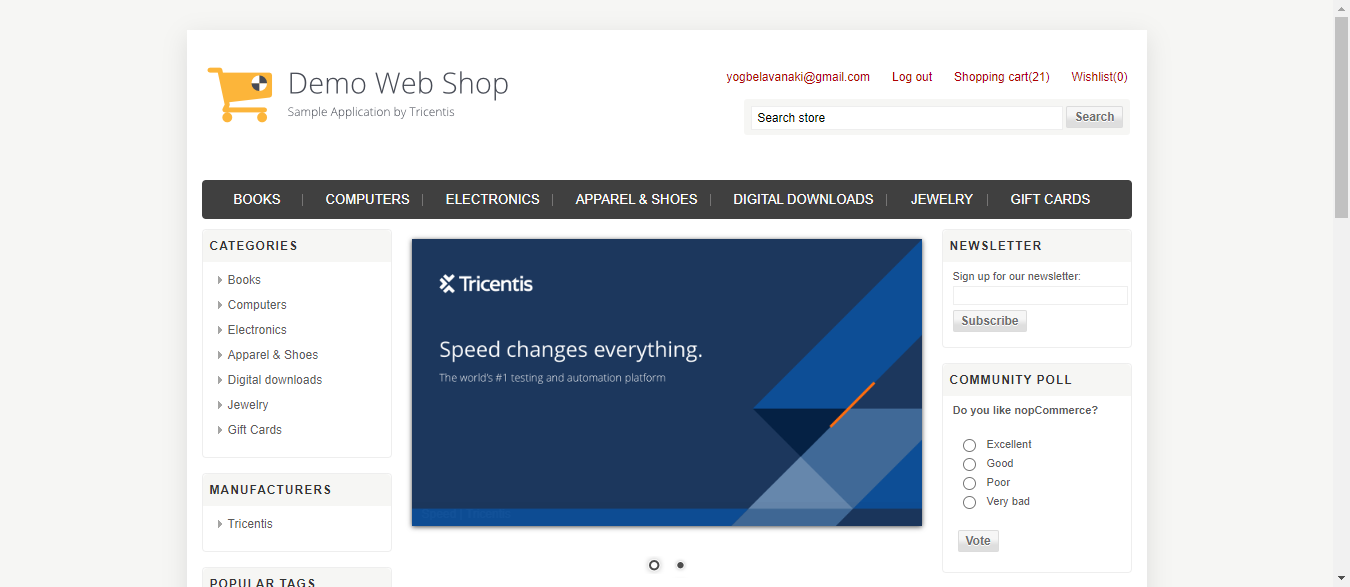 Demo Web Shop
Sample Application by Tricentis
yogbelavanaki@gmail.com Log out Shopping cart(21) Wishlist(0)
Search store Search
BOOKS COMPUTERS ELECTRONICS APPAREL & SHOES DIGITAL DOWNLOADS JEWELRY GIFT CARDS
CATEGORIES
Books
Computers
Electronics
Apparel & Shoes
Digital downloads
Jewelry
Gift Cards
MANUFACTURERS
Tricentis
POPULAR TAGS
Tricentis
Speed changes everything.
The world's #1 testing and automation platform
NEWSLETTER
Sign up for our newsletter:
Subscribe
COMMUNITY POLL
Do you like nopCommerce?
Excellent
Good
Poor
Very bad
Vote